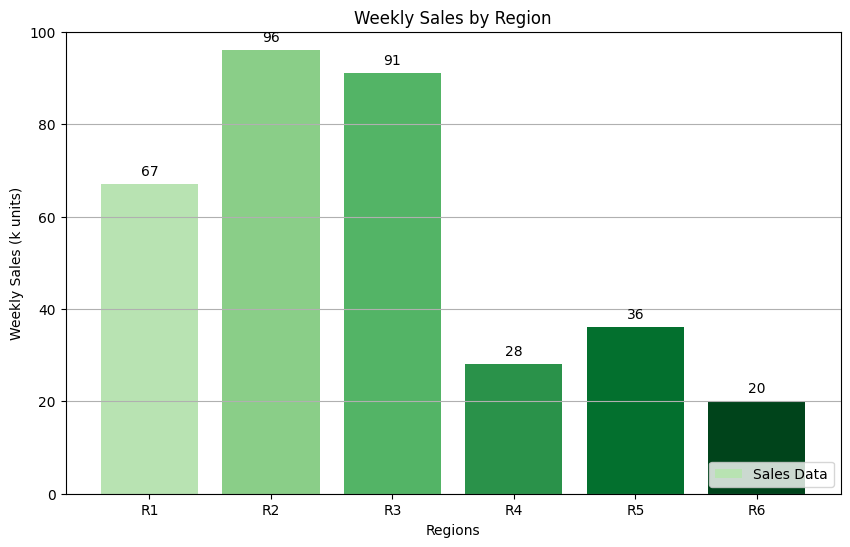 Weekly Sales by Region
Weekly Sales (k units)
100
80
60
40
20
0
67
96
91
28
36
20
R1
R2
R3
R4
R5
R6
Regions
Sales Data